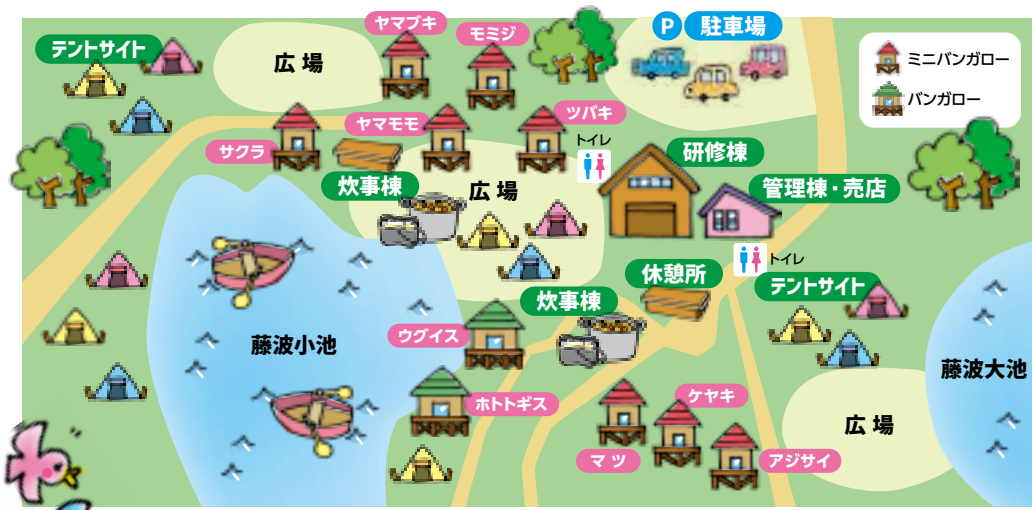 ヤマブキ
モミジ
P 駐車場
テントサイト
広場
ミニバンガロー
バンガロー
ヤマモモ
ツバキ
サクラ
トイレ
研修棟
炊事棟
広場
管理棟・売店
トイレ
休憩所
テントサイト
炊事棟
ウグイス
藤波小池
藤波大池
ホトトギス
ケヤキ
広場
マツ
アジサイ